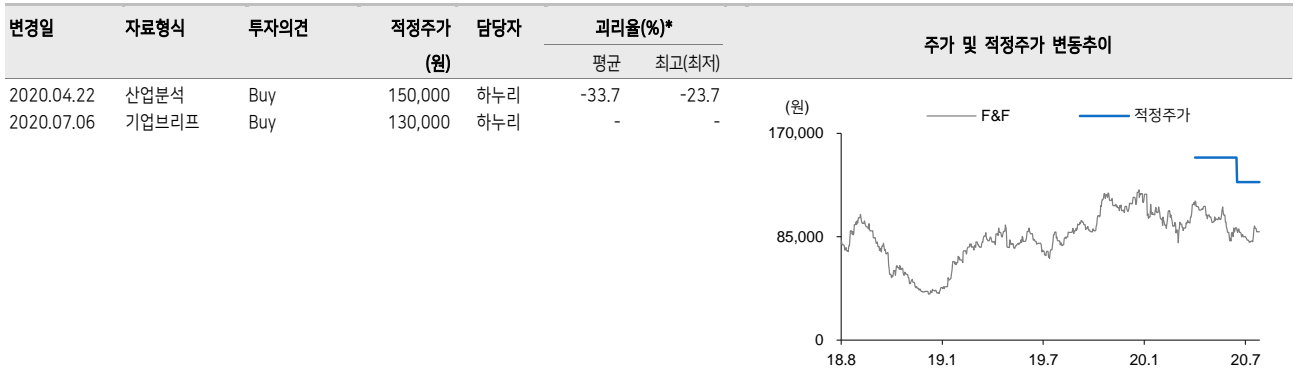 변경일 자료형식 투자의견 적정주가 담당자 괴리율(%)* 주가 및 적정주가 변동추이
(원) 평균 최고(최저)
2020.04.22 산업분석 Buy 150,000 하누리 -33.7 -23.7
2020.07.06 기업브리프 Buy 130,000 하누리 - -
(원)
F&F 적정주가
170,000
85,000
0
18.8 19.1 19.7 20.1 20.7